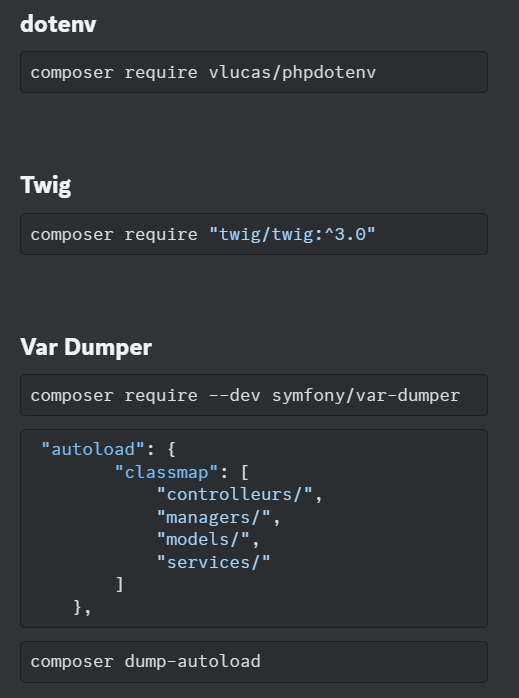 dotenv
composer require vlucas/phpdotenv
Twig
composer require "twig/twig:^3.0"
Var Dumper
composer require --dev symfony/var-dumper
"autoload": {
"classmap": [
"controlleurs/",
"managers/",
"models/",
"services/"
]
},
composer dump-autoload